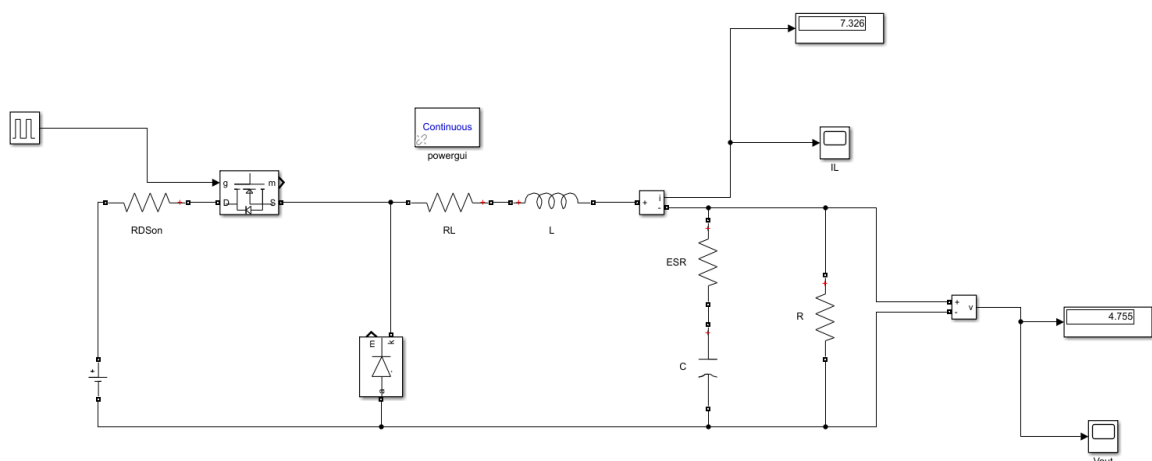 7.326
Continuous
powergui
IL
g
m
D
S
i
+
-
RDSon
RL
L
ESR
R
+
-
v
4.755
+
m
k
a
C
Vout